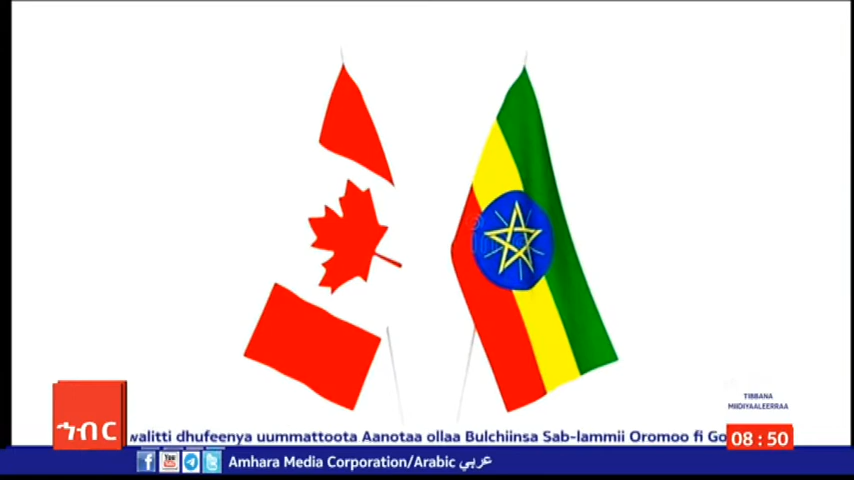 TIBBANA
MIIDIYAALEERRAA
ኅብር
walitti dhufeenya uummattoota Aanotaa ollaa Bulchiinsa Sab-lammii Oromoo fi Go
08 : 50
Amhara Media Corporation/Arabic عربي